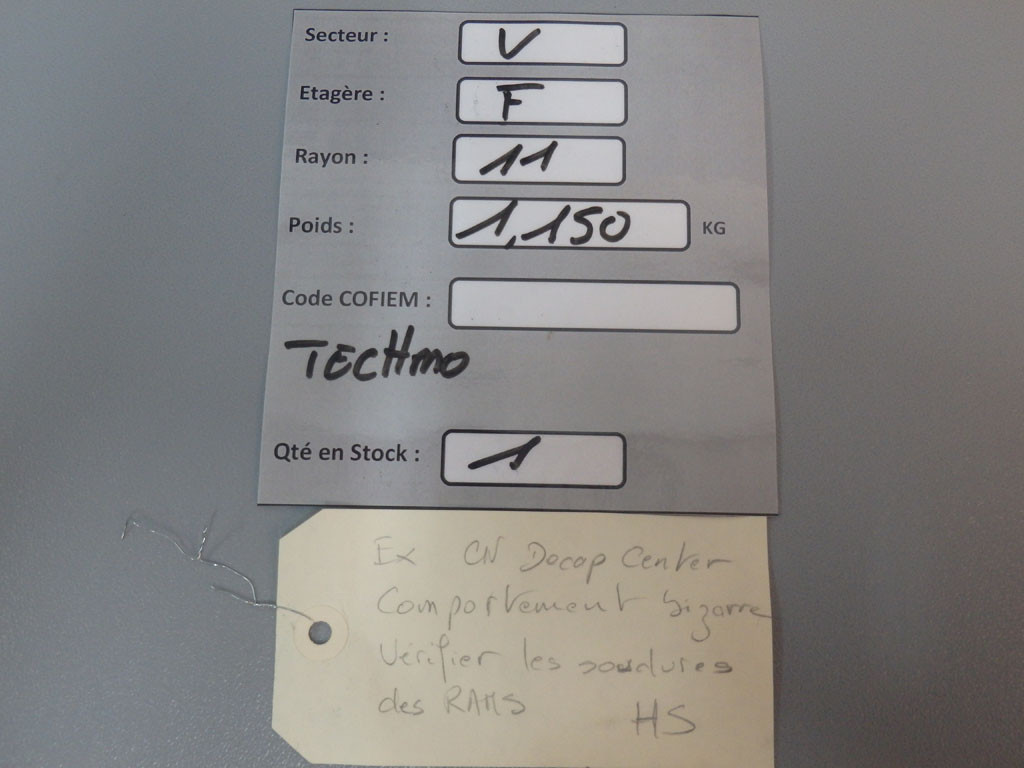 Secteur : V
Etagère : F
Rayon : 11
Poids : 1,150 KG
Code COFIEM :
TECHmo
Qté en Stock : 1
Ex CN Decap Center
Comportement bizarre
Vérifier les soudures
des RAMS HS